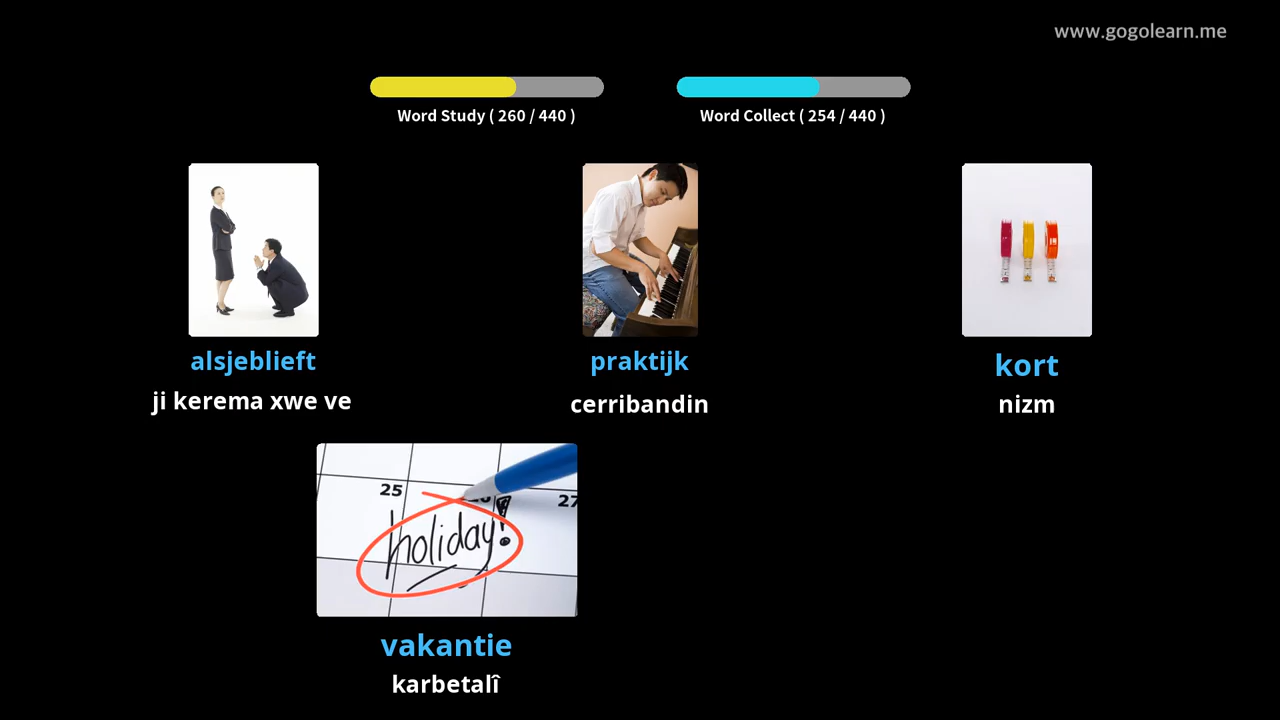 www.gogolearn.me
Word Study ( 260 / 440 )
Word Collect ( 254 / 440 )
alsjeblieft
ji kerema xwe ve
praktijk
cerribandin
kort
nizm
25
27
holiday!
vakantie
karbetalî